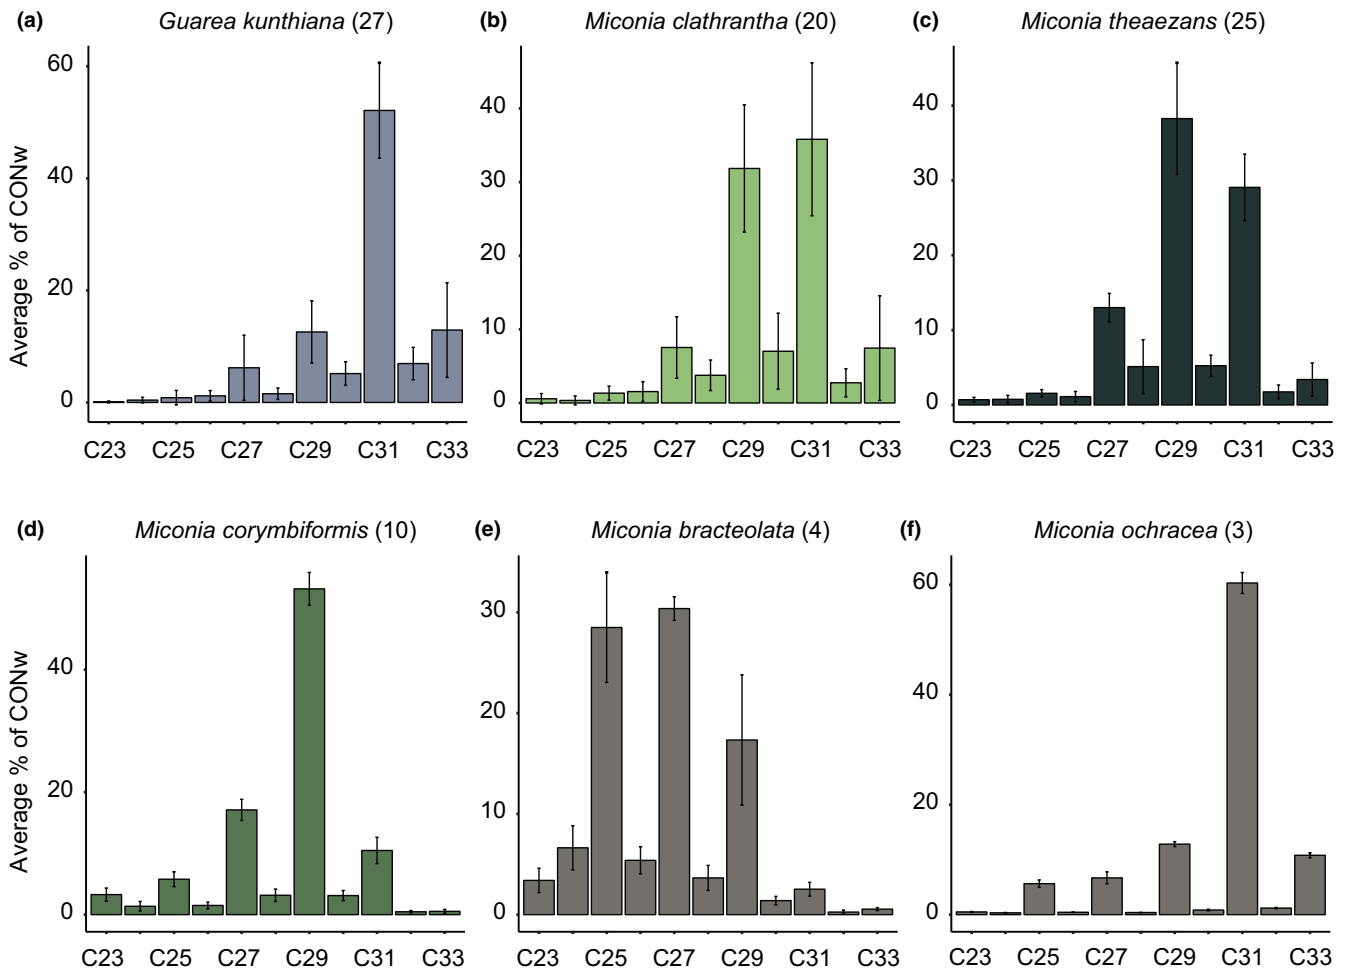 (a) Guarea kunthiana (27)
(b) Miconia clathrantha (20)
(c) Miconia theaezans (25)
Average % of CONw
60
40
20
0
C23 C25 C27 C29 C31 C33
40
30
20
10
0
C23 C25 C27 C29 C31 C33
40
30
20
10
0
C23 C25 C27 C29 C31 C33
(d) Miconia corymbiformis (10)
(e) Miconia bracteolata (4)
(f) Miconia ochracea (3)
Average % of CONw
40
20
0
C23 C25 C27 C29 C31 C33
30
20
10
0
C23 C25 C27 C29 C31 C33
60
40
20
0
C23 C25 C27 C29 C31 C33